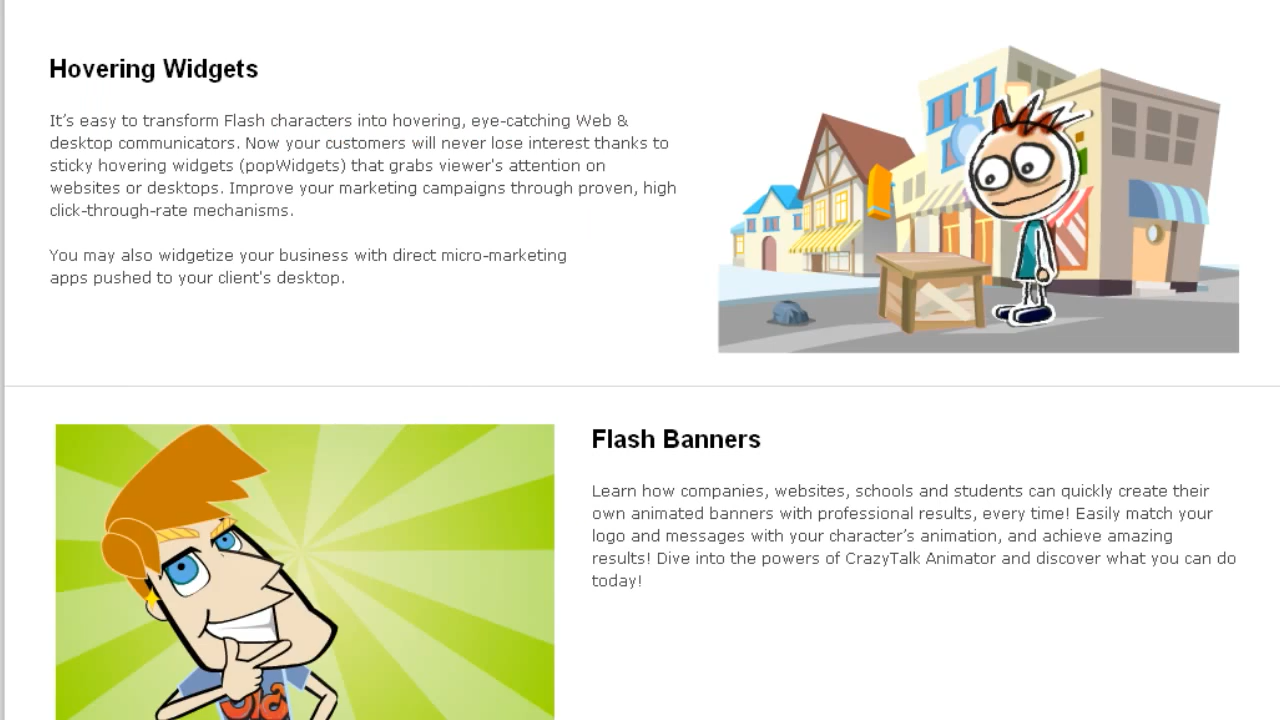 Hovering Widgets
It's easy to transform Flash characters into hovering, eye-catching Web &
desktop communicators. Now your customers will never lose interest thanks to
sticky hovering widgets (popWidgets) that grabs viewer's attention on
websites or desktops. Improve your marketing campaigns through proven, high
click-through-rate mechanisms.
You may also widgetize your business with direct micro-marketing
apps pushed to your client's desktop.
Flash Banners
Learn how companies, websites, schools and students can quickly create their
own animated banners with professional results, every time! Easily match your
logo and messages with your character’s animation, and achieve amazing
results! Dive into the powers of CrazyTalk Animator and discover what you can do
today!